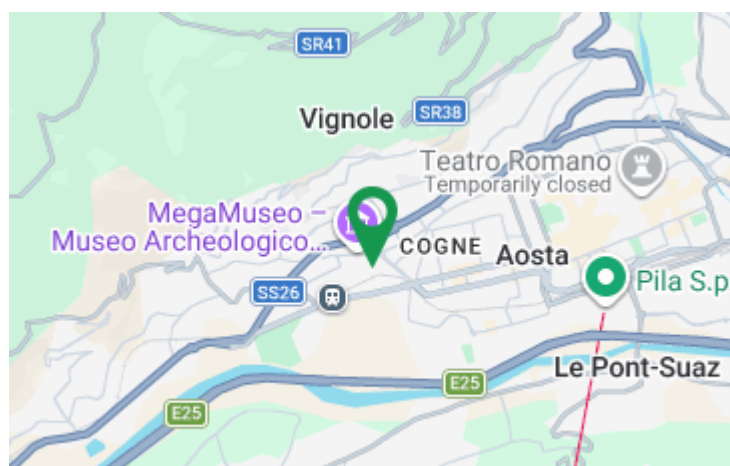 SR41
Vignole
SR38
Teatro Romano
Temporarily closed
MegaMuseo –
Museo Archeologico...
COGNE
Aosta
SS26
Pila S.p
Le Pont-Suaz
E25
E25